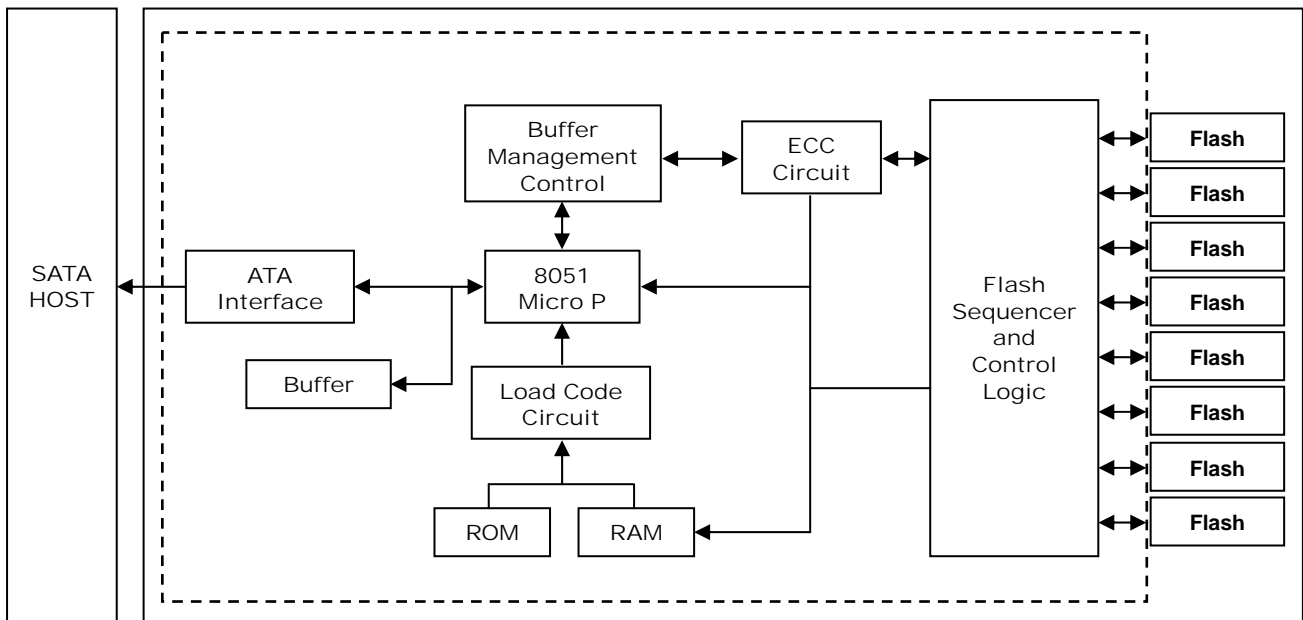 SATA
HOST
ATA
Interface
Buffer
Buffer
Management
Control
8051
Micro P
Load Code
Circuit
ROM
RAM
ECC
Circuit
Flash
Sequencer
and
Control
Logic
Flash
Flash
Flash
Flash
Flash
Flash
Flash
Flash